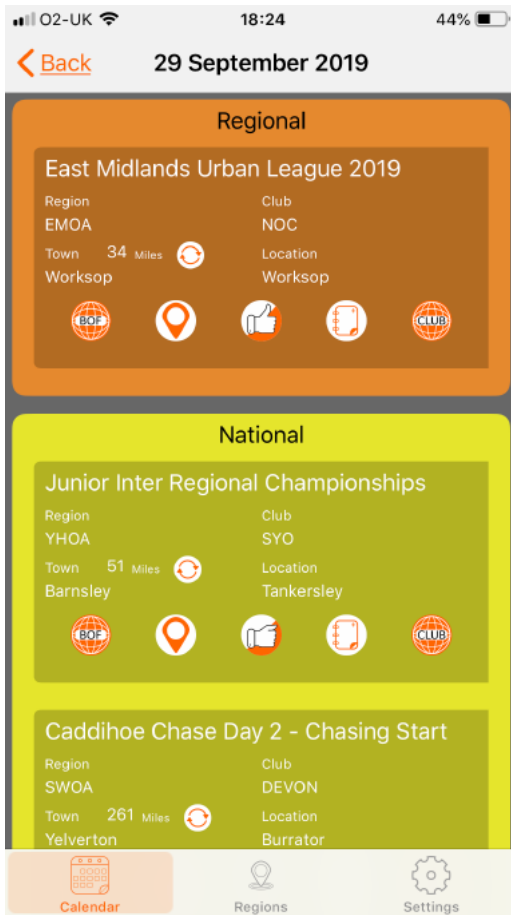 O2-UK 18:24 44%
Back 29 September 2019
Regional
East Midlands Urban League 2019
Region Club
EMOA NOC
Town 34 Miles Location
Worksop Worksop
BOF CLUB
National
Junior Inter Regional Championships
Region Club
YHOA SYO
Town 51 Miles Location
Barnsley Tankersley
BOF CLUB
Caddihoe Chase Day 2 - Chasing Start
Region Club
SWOA DEVON
Town 261 Miles Location
Yelverton Burrator
Calendar Regions Settings